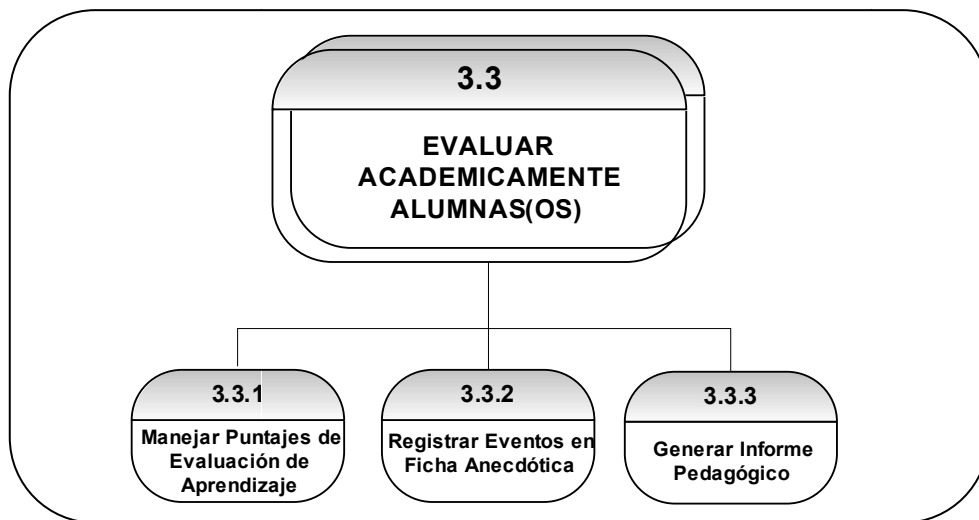 3.3
EVALUAR
ACADEMICAMENTE
ALUMNAS(OS)
3.3.1
Manejar Puntajes de
Evaluación de
Aprendizaje
3.3.2
Registrar Eventos en
Ficha Anecdótica
3.3.3
Generar Informe
Pedagógico